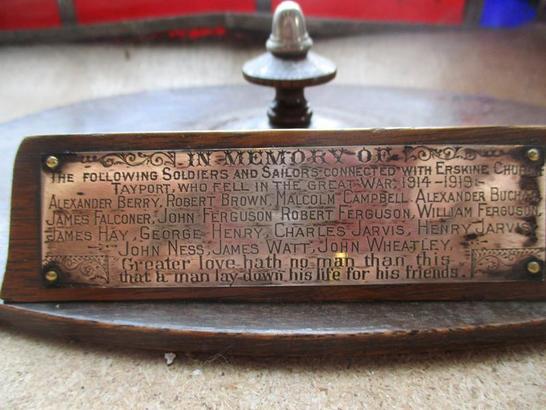 IN MEMORY OF
THE FOLLOWING SOLDIERS AND SAILORS CONNECTED WITH ERSKINE CHURCH
TAYPORT, WHO FELL IN THE GREAT WAR, 1914-1919:
ALEXANDER BERRY, ROBERT BROWN, MALCOLM CAMPBELL, ALEXANDER
JAMES FALCONER, JOHN FERGUSON, ROBERT FERGUSON, WILLIAM FERGUSON,
JAMES HAY, GEORGE HENRY, CHARLES JARVIS, HENRY JARVIS,
JOHN NESS, JAMES WATT, JOHN WHEATLEY,
Greater love hath no man than this
that a man lay down his life for his friends.